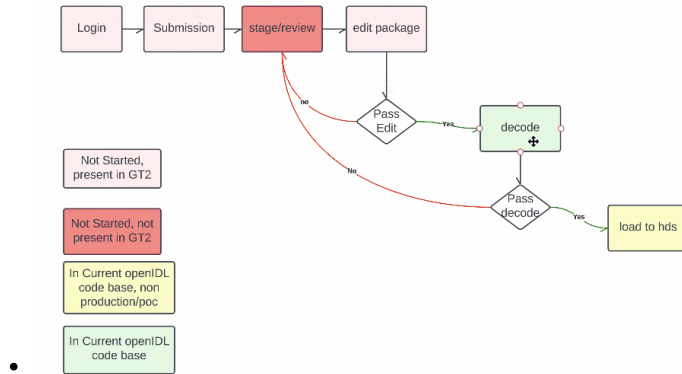 Login
Submission
stage/review
edit package
no
Pass
Edit
Yes
decode
Not Started,
present in GT2
No
Pass
decode
Yes
load to hds
Not Started, not
present in GT2
In Current openIDL
code base, non
production/poc
In Current openIDL
code base